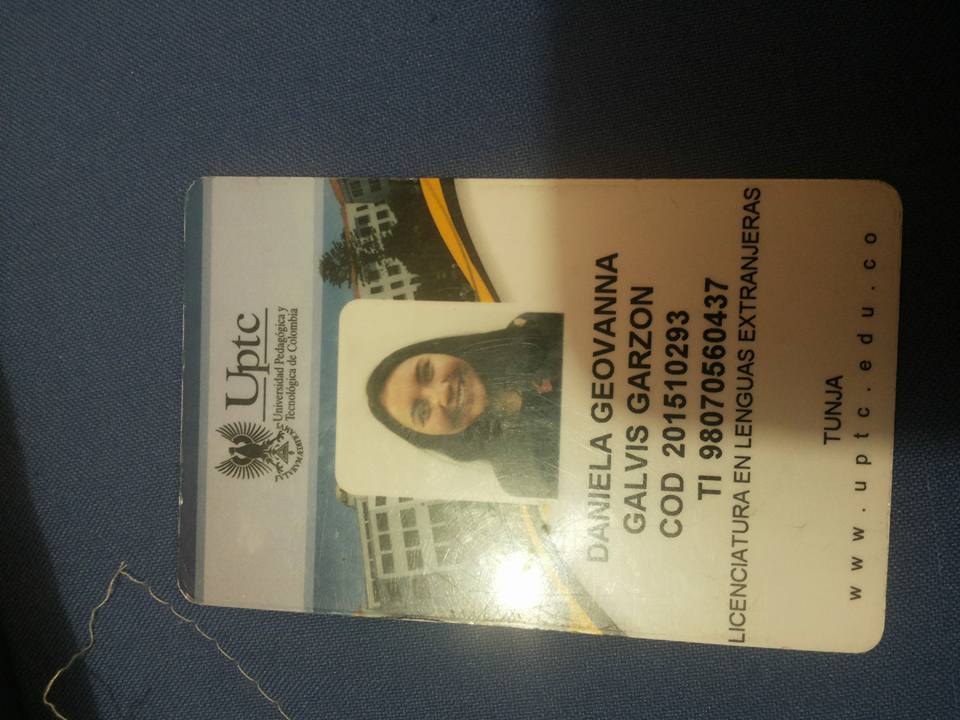 Uptc
Universidad Pedagógica y
Tecnológica de Colombia
DANIELA GEOVANNA
GALVIS GARZON
COD 201510293
TI 98070560437
LICENCIATURA EN LENGUAS EXTRANJERAS
TUNJA
www.uptc.edu.co